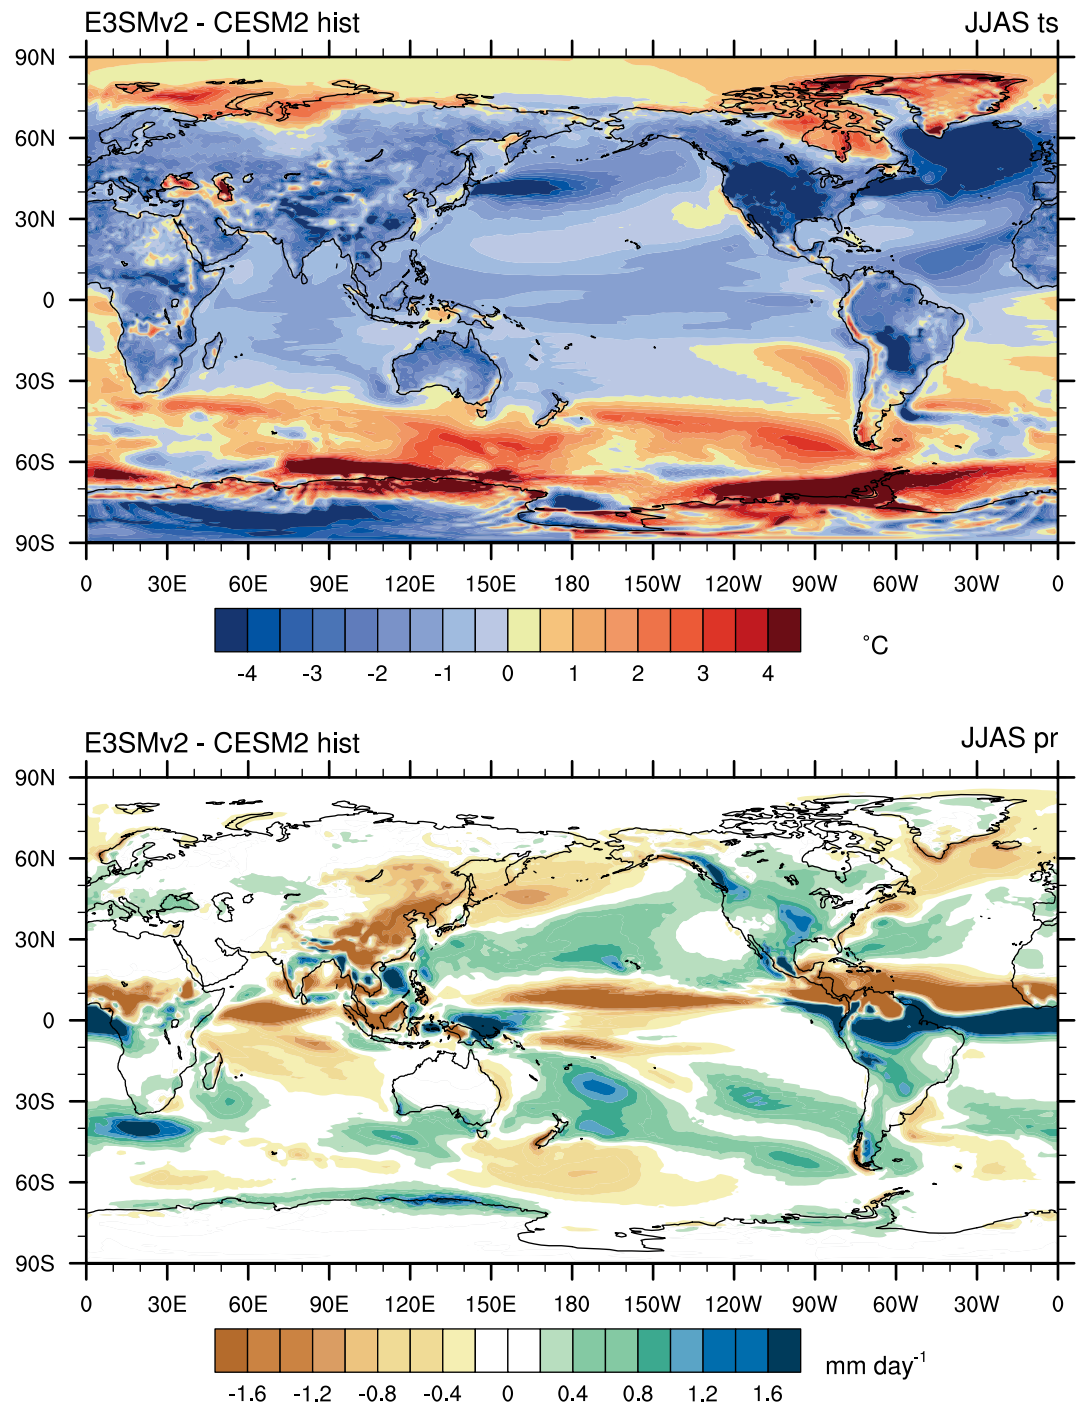 E3SMv2 - CESM2 hist JJAS ts
90N
60N
30N
0
30S
60S
90S
0 30E 60E 90E 120E 150E 180 150W 120W 90W 60W 30W 0
-4 -3 -2 -1 0 1 2 3 4 °C
E3SMv2 - CESM2 hist JJAS pr
90N
60N
30N
0
30S
60S
90S
0 30E 60E 90E 120E 150E 180 150W 120W 90W 60W 30W 0
-1.6 -1.2 -0.8 -0.4 0 0.4 0.8 1.2 1.6 mm day⁻¹